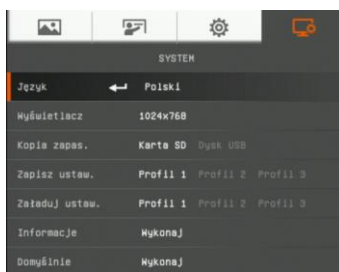 SYSTEM
Język Polski
Wyświetlacz 1024x768
Kopia zapas. Karta SD Dysk USB
Zapisz ustaw. Profil 1 Profil 2 Profil 3
Załaduj ustaw. Profil 1 Profil 2 Profil 3
Informacje Wykonaj
Domyślnie Wykonaj